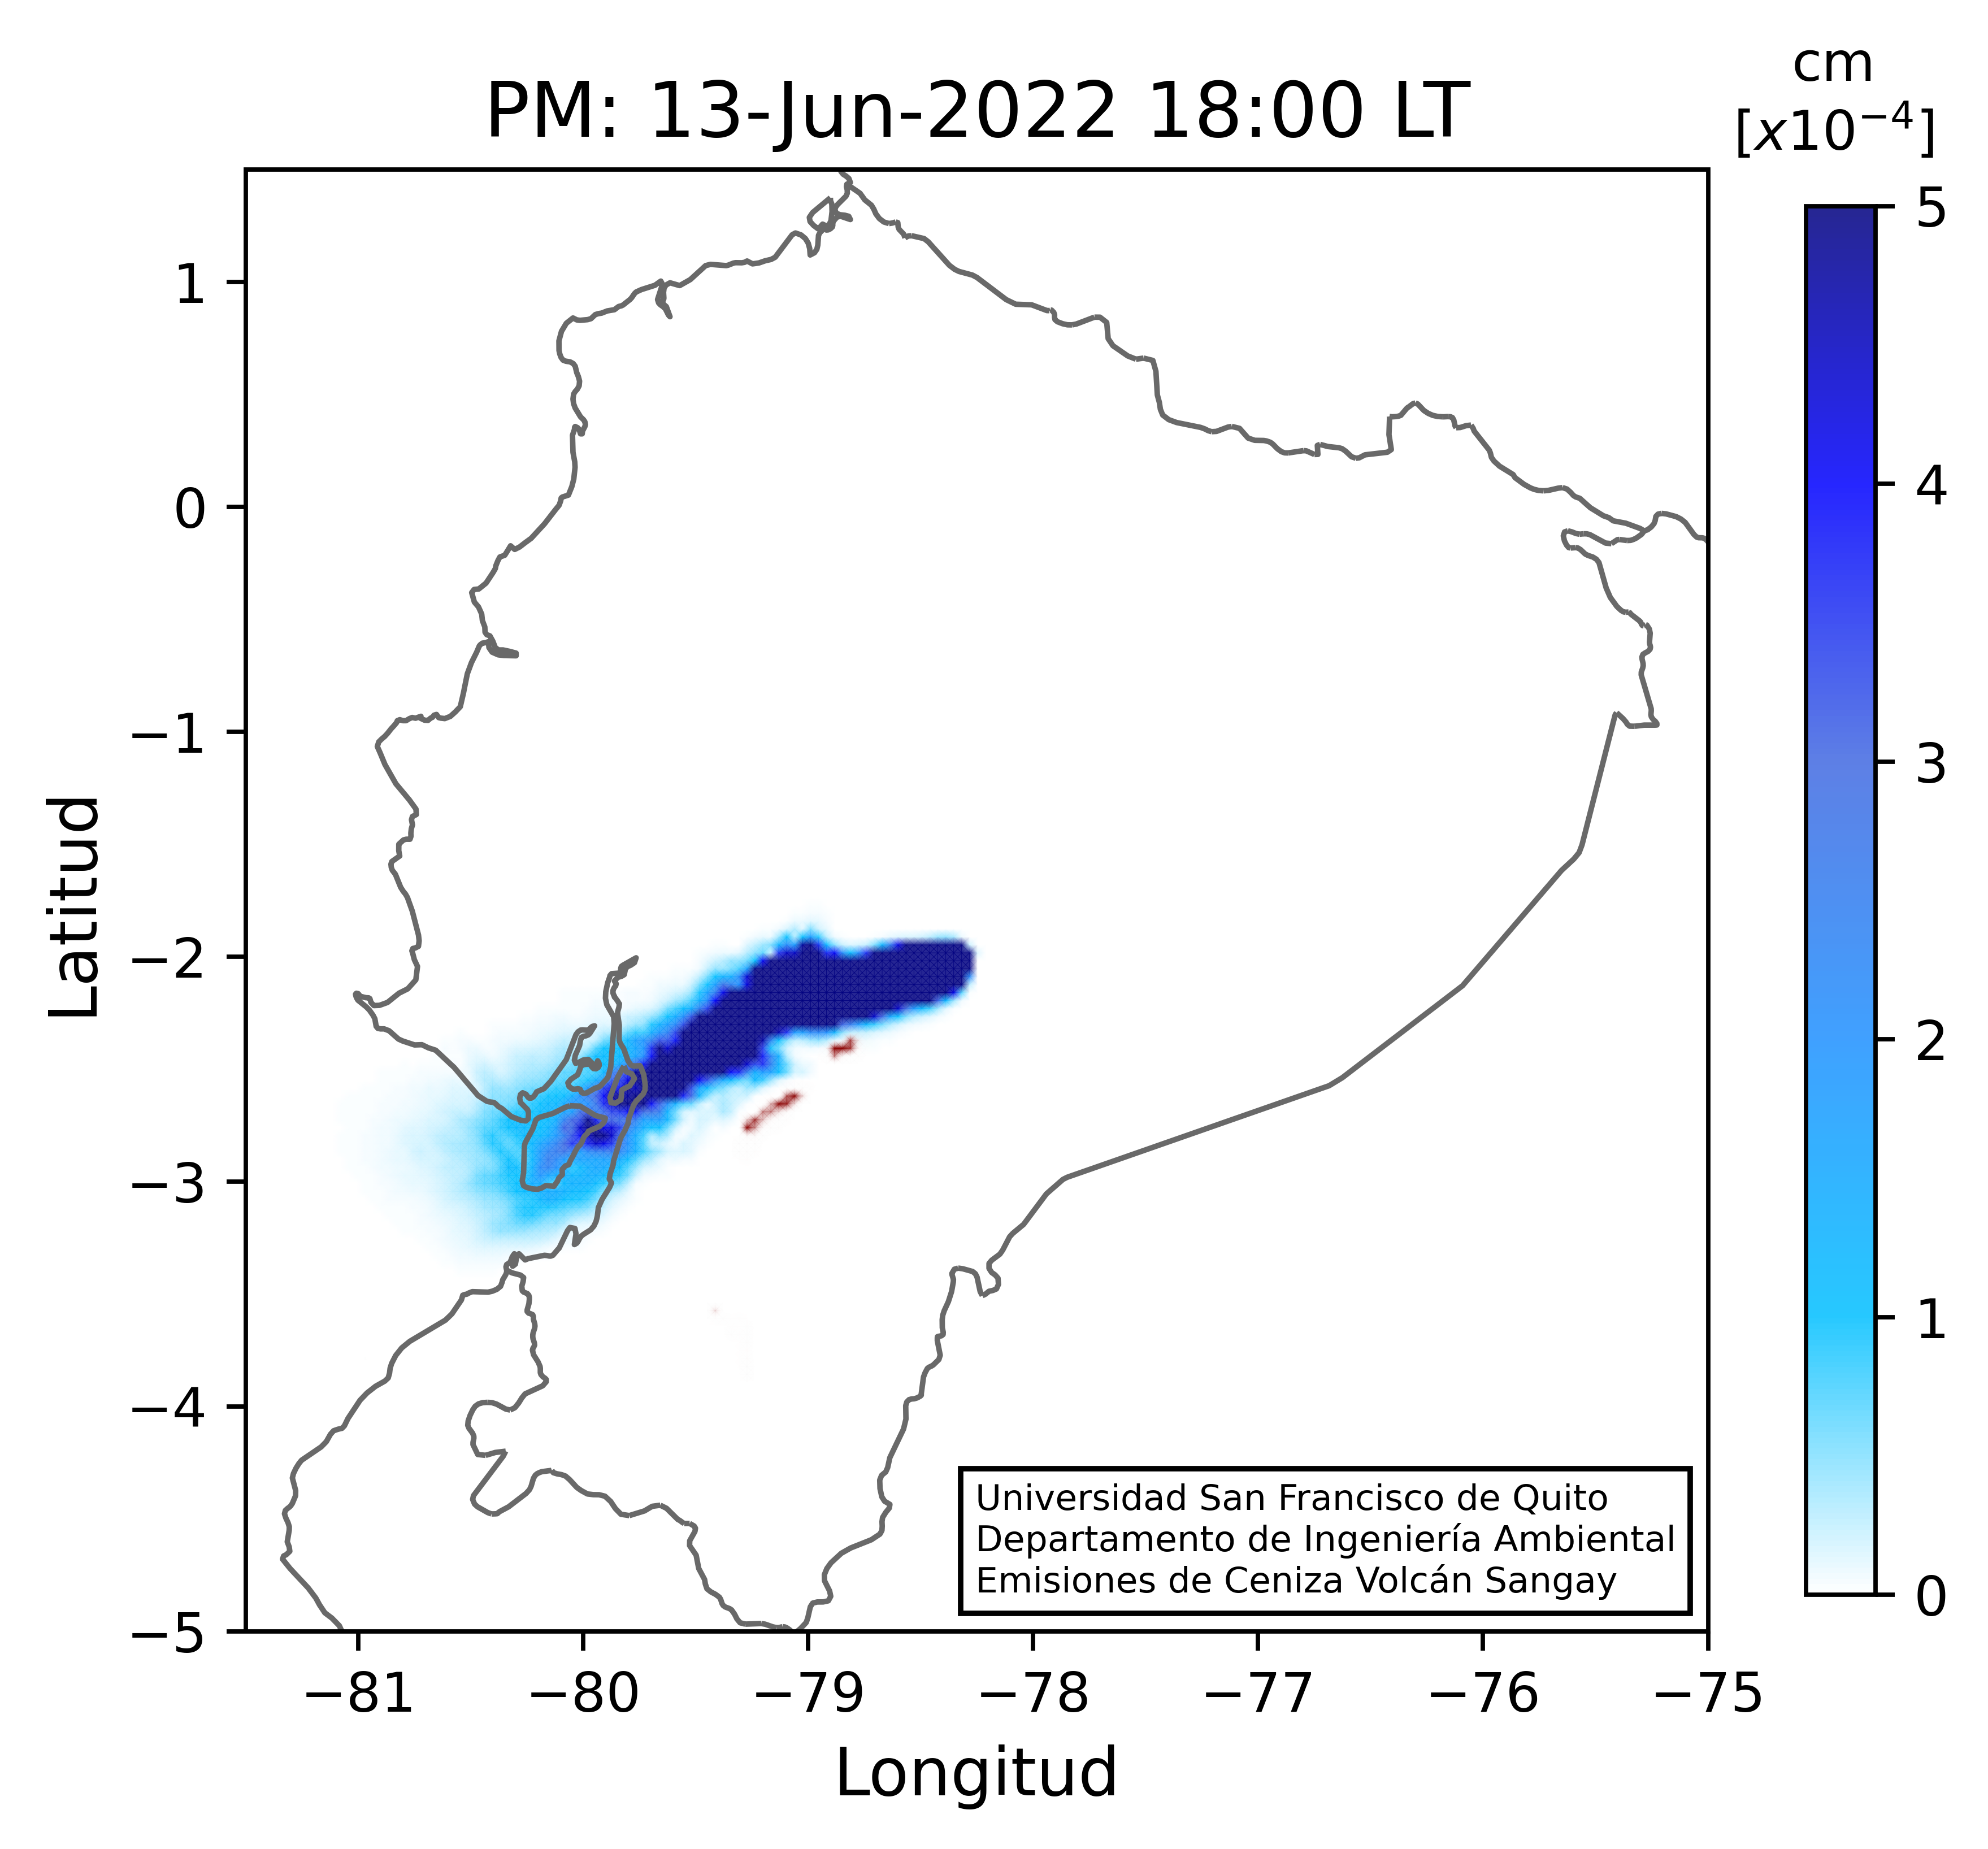 cm
[x10⁻⁴]
PM: 13-Jun-2022 18:00 LT
5
4
3
2
1
0
1
0
−1
−2
−3
−4
−5
Latitud
−81
−80
−79
−78
−77
−76
−75
Longitud
Universidad San Francisco de Quito
Departamento de Ingeniería Ambiental
Emisiones de Ceniza Volcán Sangay